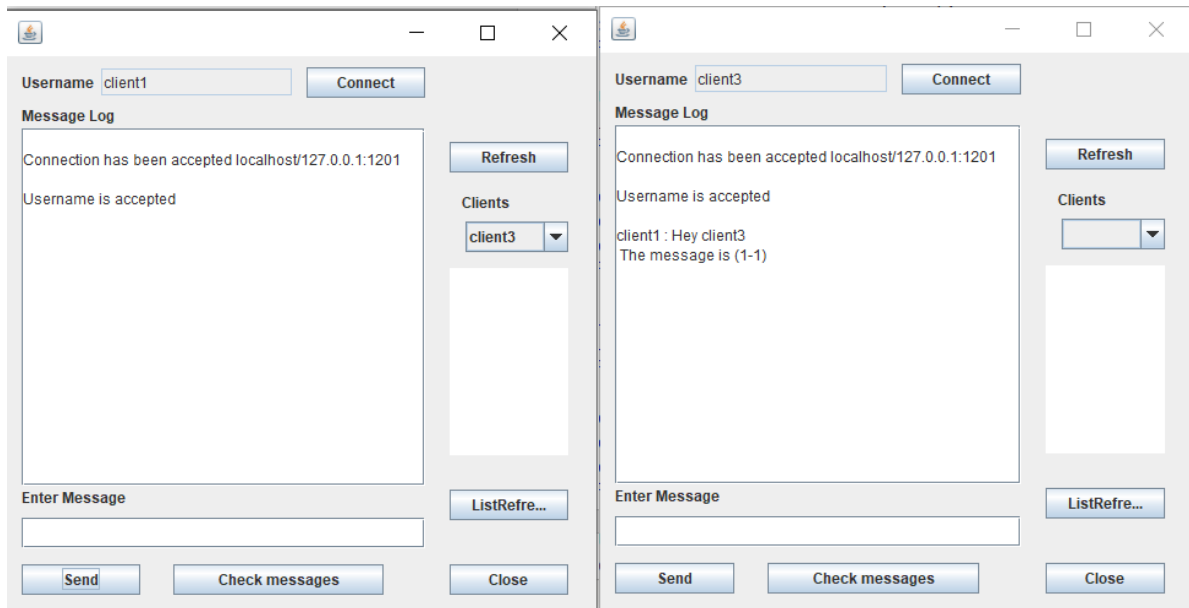 Username client1 Connect
Message Log
Connection has been accepted localhost/127.0.0.1:1201
Username is accepted
Refresh
Clients
client3
Enter Message
ListRefre...
Send Check messages Close
Username client3 Connect
Message Log
Connection has been accepted localhost/127.0.0.1:1201
Username is accepted
client1 : Hey client3
The message is (1-1)
Refresh
Clients
Enter Message
ListRefre...
Send Check messages Close